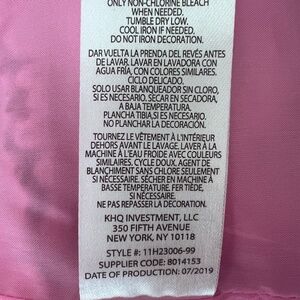 ONLY NON-CHLORINE BLEACH
WHEN NEEDED.
TUMBLE DRY LOW.
COOL IRON IF NEEDED.
DO NOT IRON DECORATION.
DAR VUELTA LA PRENDA DEL REVÉS ANTES
DE LAVAR, LAVAR EN LAVADORA CON
AGUA FRÍA, CON COLORES SIMILARES.
CICLO DELICADO.
SOLO USAR BLANQUEADOR SIN CLORO,
SI ES NECESARIO. SECAR EN SECADORA,
A BAJA TEMPERATURA.
PLANCHA TIBIA,SI ES NECESARIO.
NO PLANCHAR LA DECORACIÓN.
TOURNEZ LE VÊTEMENT À L'INTÉRIEUR
DEHORS AVANT LE LAVAGE. LAVER À LA
MACHINE À L'EAU FROIDE AVEC COULEURS
SIMILAIRES. CYCLE DOUX. AGENT DE
BLANCHIMENT SANS CHLORE SEULEMENT
SI NÉCESSAIRE. SÉCHER EN MACHINE À
BASSE TEMPÉRATURE. FER TIÈDE,
SI NÉCESSAIRE.
NE PAS REPASSER LA DECORATION.
KHQ INVESTMENT, LLC
350 FIFTH AVENUE
NEW YORK, NY 10118
STYLE #: 11H23006-99
SUPPLIER CODE: 8014153
DATE OF PRODUCTION: 07/2019